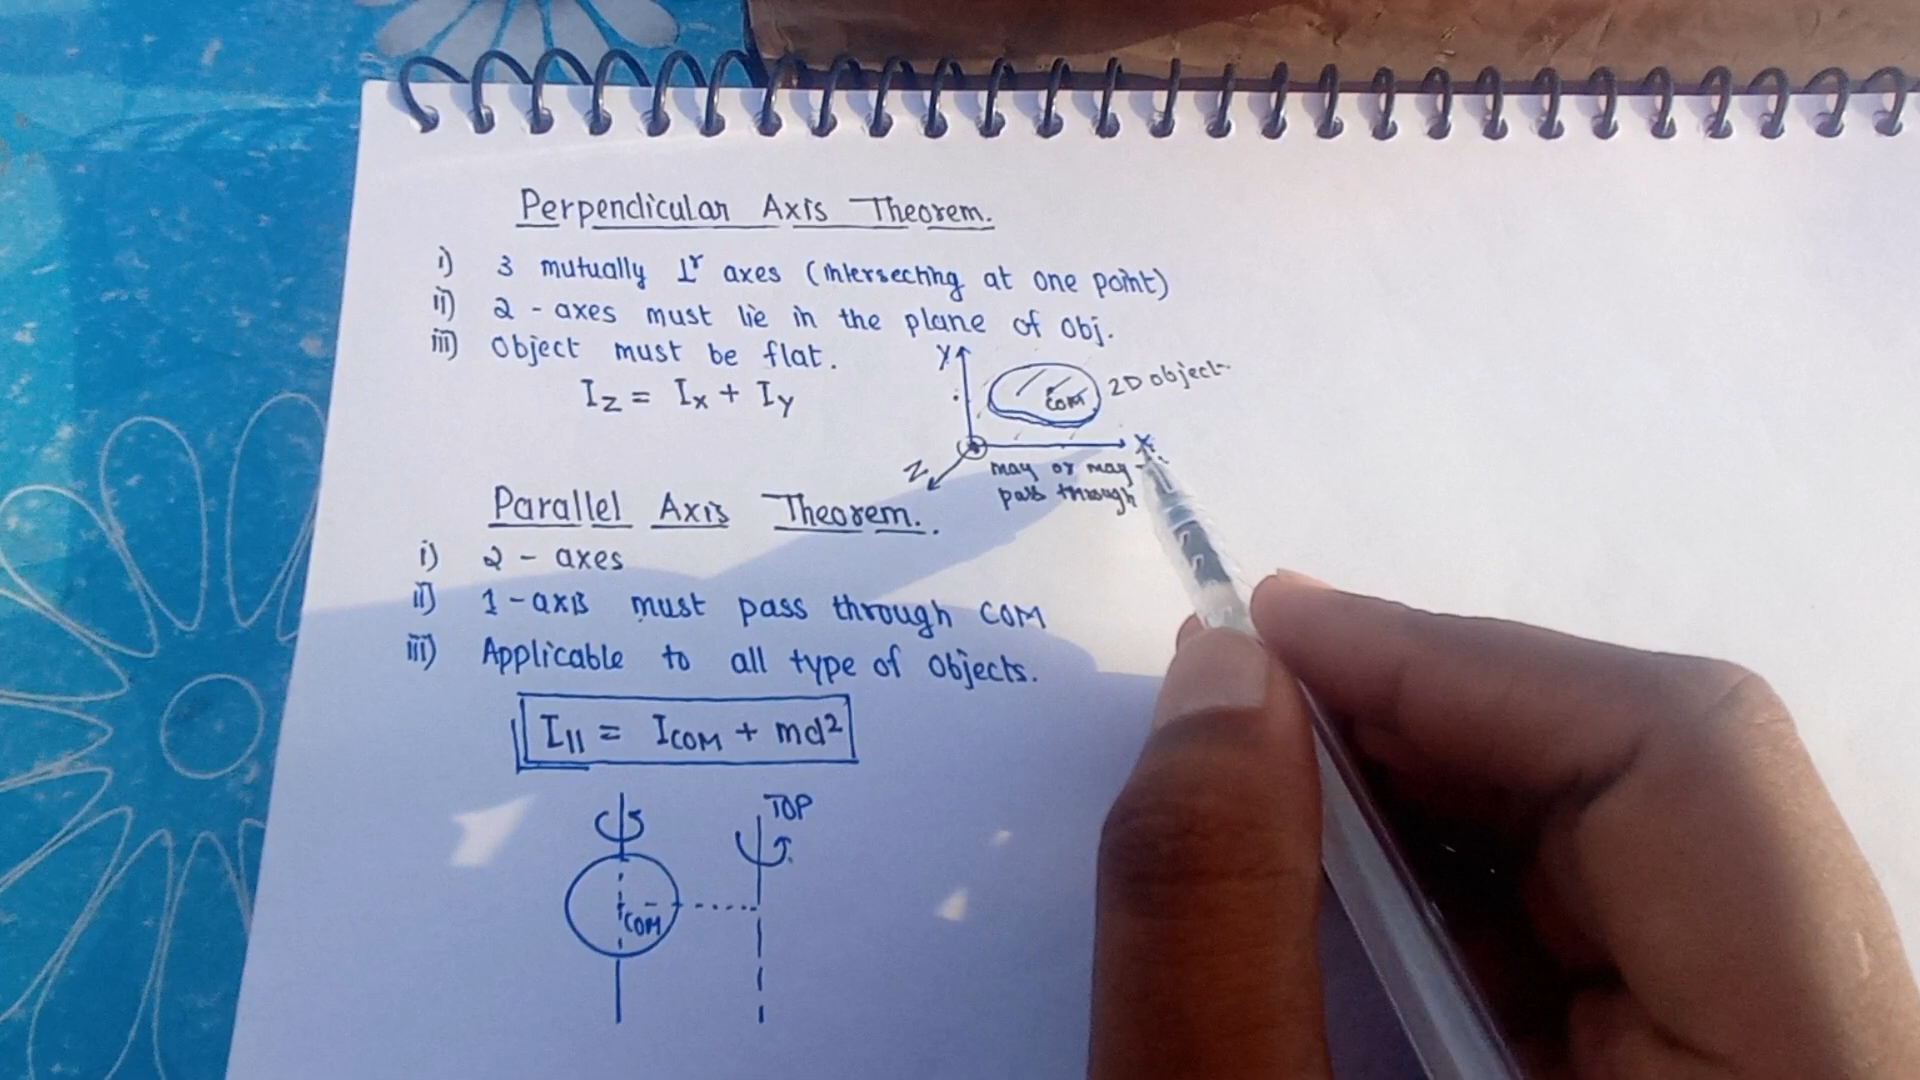 Perpendicular Axis Theorem.
i) 3 mutually ⊥r axes (intersecting at one point)
ii) 2 - axes must lie in the plane of obj.
iii) Object must be flat.
Iz = Ix + Iy
Y
COM
2D object
X
Z
may or may
pass through
Parallel Axis Theorem.
i) 2 - axes
ii) 1 - axis must pass through COM
iii) Applicable to all type of objects.
I|| = ICOM + md²
TOP
COM